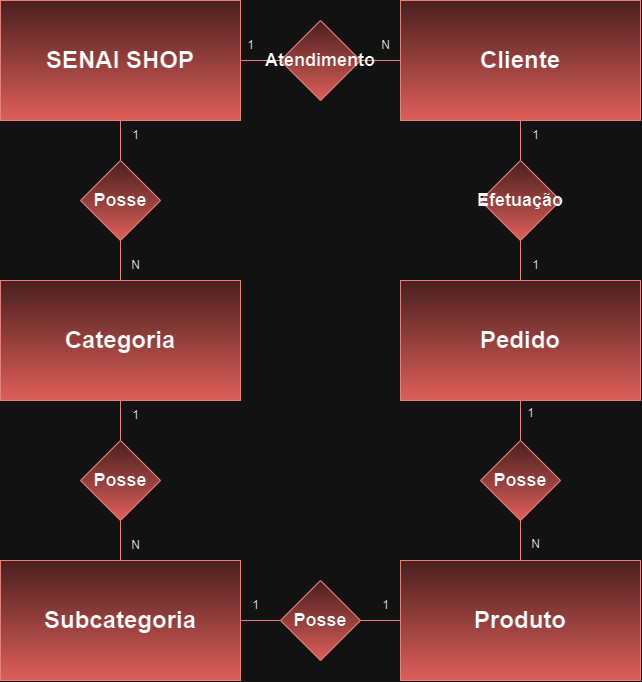 SENAI SHOP
1
Atendimento
N
Cliente
1
1
Posse
Efetuação
N
1
Categoria
Pedido
1
1
Posse
Posse
N
N
Subcategoria
1
Posse
1
Produto